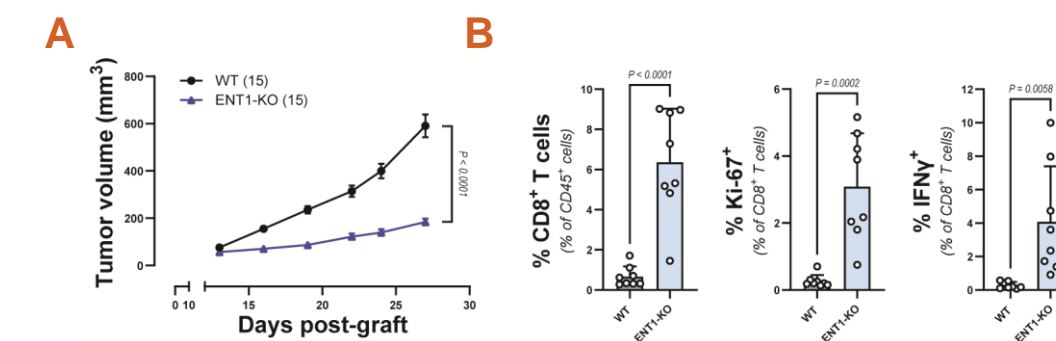 A
Tumor volume (mm³)
800
600
400
200
0
WT (15)
ENT1-KO (15)
P < 0.0001
0 10 15 20 25 30
Days post-graft
B
% CD8⁺ T cells
(% of CD45⁺ cells)
10
8
6
4
2
0
P < 0.0001
WT
ENT1-KO
% Ki-67⁺
(% of CD8⁺ T cells)
6
4
2
0
P = 0.0002
WT
ENT1-KO
% IFNγ⁺
(% of CD8⁺ T cells)
12
10
8
6
4
2
0
P = 0.0058
WT
ENT1-KO